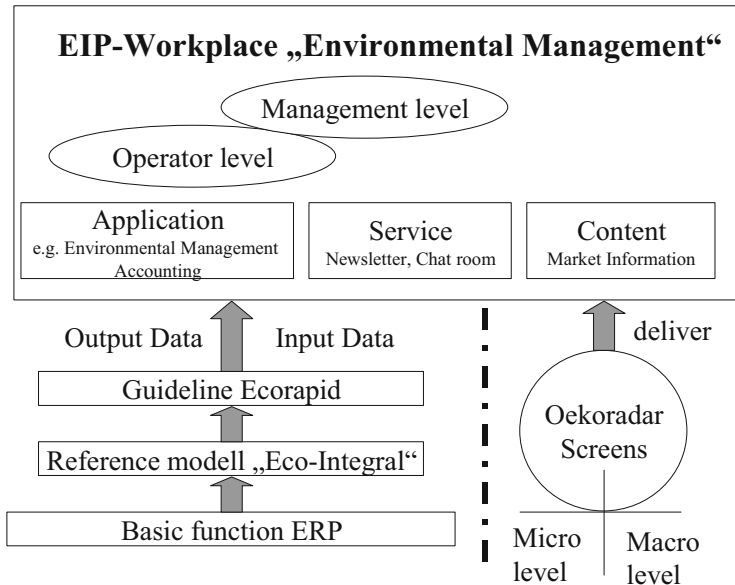 EIP-Workplace „Environmental Management“
Management level
Operator level
Application
e.g. Environmental Management
Accounting
Service
Newsletter, Chat room
Content
Market Information
Output Data
Input Data
deliver
Guideline Ecorapid
Reference modell „Eco-Integral“
Basic function ERP
Oekoradar
Screens
Micro
level
Macro
level